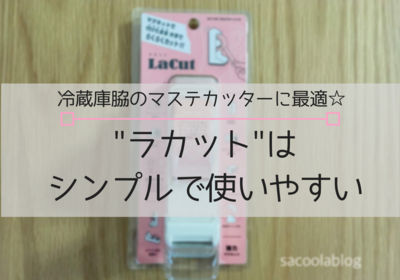 LaCut
冷蔵庫脇のマステカッターに最適☆
"ラカット"は
シンプルで使いやすい
sacoolablog